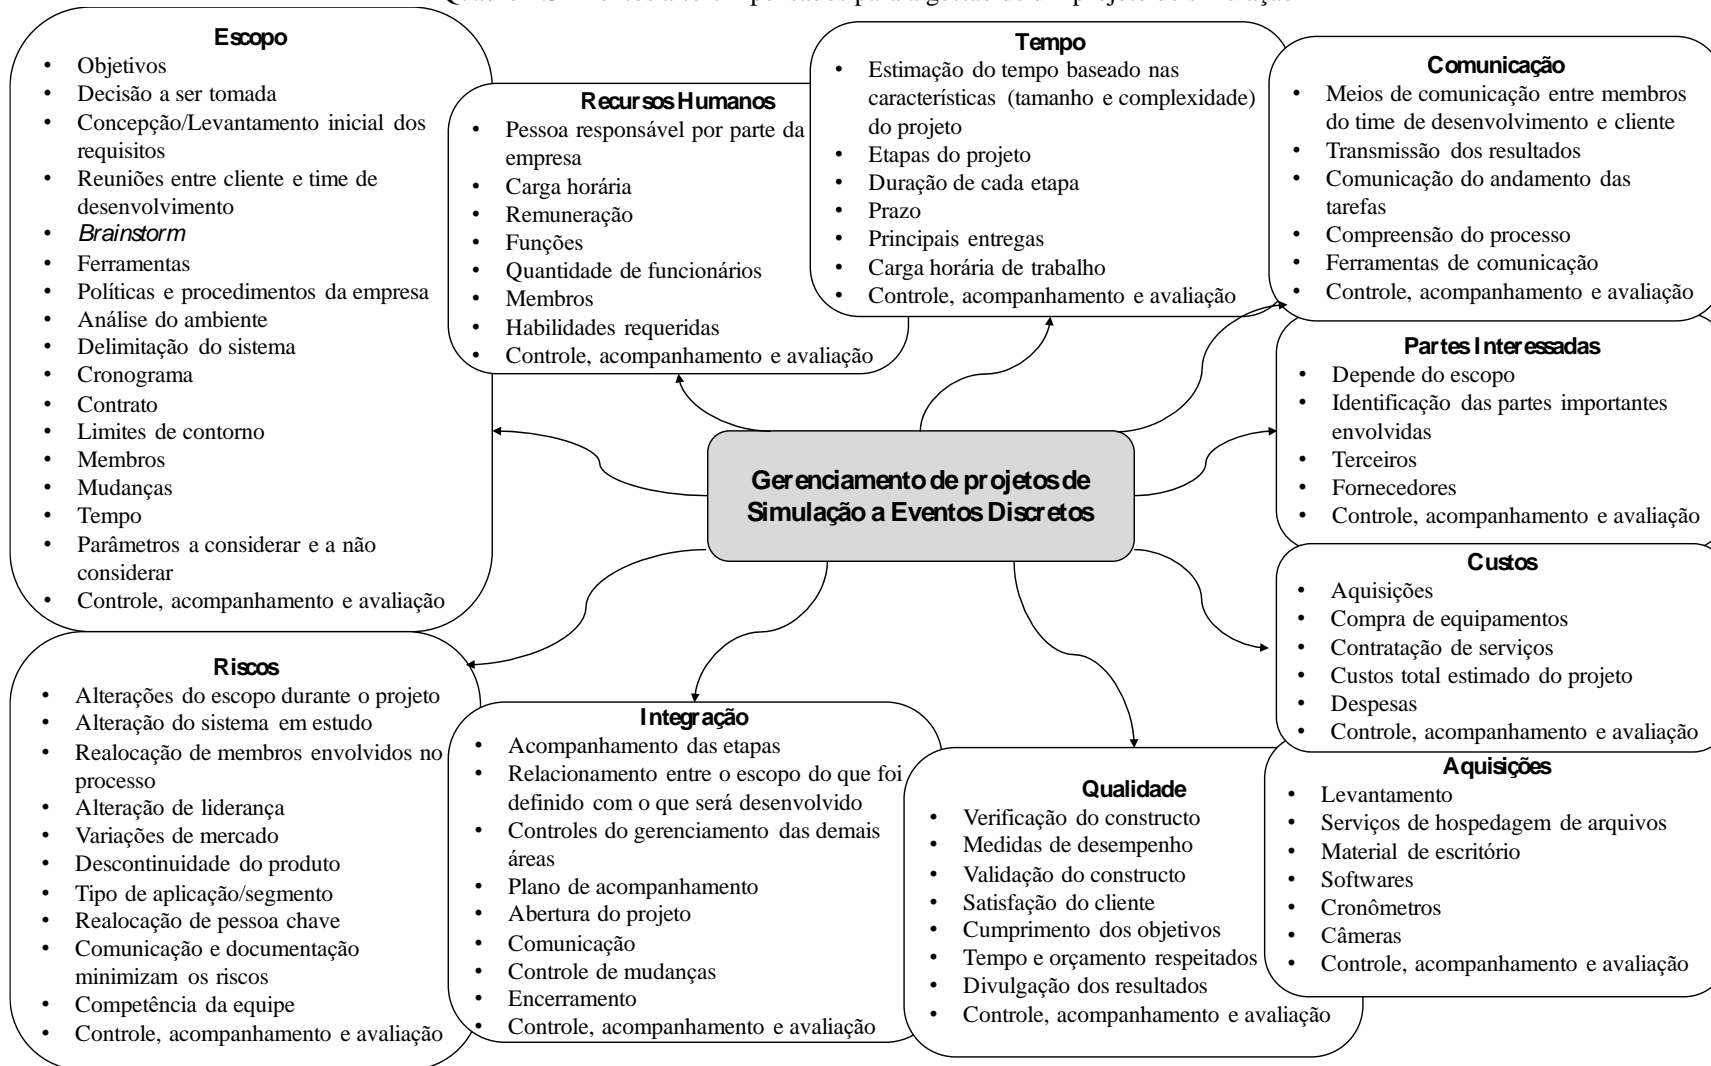 Escopo
• Objetivos
• Decisão a ser tomada
• Concepção/Levantamento inicial dos
requisitos
• Reuniões entre cliente e time de
desenvolvimento
• Brainstorm
• Ferramentas
• Políticas e procedimentos da empresa
• Análise do ambiente
• Delimitação do sistema
• Cronograma
• Contrato
• Limites de contorno
• Membros
• Mudanças
• Tempo
• Parâmetros a considerar e a não
considerar
• Controle, acompanhamento e avaliação
Recursos Humanos
• Pessoa responsável por parte da
empresa
• Carga horária
• Remuneração
• Funções
• Quantidade de funcionários
• Membros
• Habilidades requeridas
• Controle, acompanhamento e avaliação
Tempo
• Estimação do tempo baseado nas
características (tamanho e complexidade)
do projeto
• Etapas do projeto
• Duração de cada etapa
• Prazo
• Principais entregas
• Carga horária de trabalho
• Controle, acompanhamento e avaliação
Comunicação
• Meios de comunicação entre membros
do time de desenvolvimento e cliente
• Transmissão dos resultados
• Comunicação do andamento das
tarefas
• Compreensão do processo
• Ferramentas de comunicação
• Controle, acompanhamento e avaliação
Partes Interessadas
• Depende do escopo
• Identificação das partes importantes
envolvidas
• Terceiros
• Fornecedores
• Controle, acompanhamento e avaliação
Gerenciamento de projetos de
Simulação a Eventos Discretos
Custos
• Aquisições
• Compra de equipamentos
• Contratação de serviços
• Custos total estimado do projeto
• Despesas
• Controle, acompanhamento e avaliação
Riscos
• Alterações do escopo durante o projeto
• Alteração do sistema em estudo
• Realocação de membros envolvidos no
processo
• Alteração de liderança
• Variações de mercado
• Descontinuidade do produto
• Tipo de aplicação/segmento
• Realocação de pessoa chave
• Comunicação e documentação
minimizam os riscos
• Competência da equipe
• Controle, acompanhamento e avaliação
Integração
• Acompanhamento das etapas
• Relacionamento entre o escopo do que foi
definido com o que será desenvolvido
• Controles do gerenciamento das demais
áreas
• Plano de acompanhamento
• Abertura do projeto
• Comunicação
• Controle de mudanças
• Encerramento
• Controle, acompanhamento e avaliação
Qualidade
• Verificação do constructo
• Medidas de desempenho
• Validação do constructo
• Satisfação do cliente
• Cumprimento dos objetivos
• Tempo e orçamento respeitados
• Divulgação dos resultados
• Controle, acompanhamento e avaliação
Aquisições
• Levantamento
• Serviços de hospedagem de arquivos
• Material de escritório
• Softwares
• Cronômetros
• Câmeras
• Controle, acompanhamento e avaliação